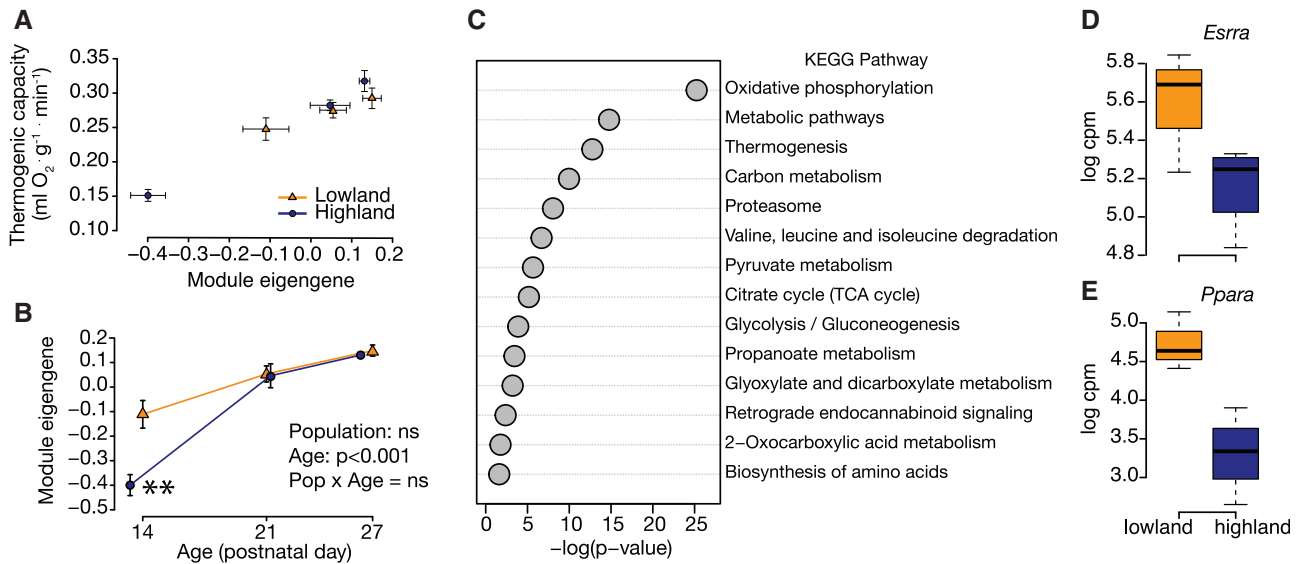 A
Thermogenic capacity
(ml O2 · g-1 · min-1)
0.35
0.30
0.25
0.20
0.15
0.10
Lowland
Highland
−0.4 −0.3 −0.2 −0.1 0.0 0.1 0.2
Module eigengene
B
Module eigengene
0.2
0.1
0.0
−0.1
−0.2
−0.3
−0.4
−0.5
**
Population: ns
Age: p<0.001
Pop x Age = ns
14 21 27
Age (postnatal day)
C
KEGG Pathway
Oxidative phosphorylation
Metabolic pathways
Thermogenesis
Carbon metabolism
Proteasome
Valine, leucine and isoleucine degradation
Pyruvate metabolism
Citrate cycle (TCA cycle)
Glycolysis / Gluconeogenesis
Propanoate metabolism
Glyoxylate and dicarboxylate metabolism
Retrograde endocannabinoid signaling
2−Oxocarboxylic acid metabolism
Biosynthesis of amino acids
0 5 10 15 20 25
−log(p−value)
D
Esrra
log cpm
5.8
5.6
5.4
5.2
5.0
4.8
E
Ppara
log cpm
5.0
4.5
4.0
3.5
3.0
lowland highland